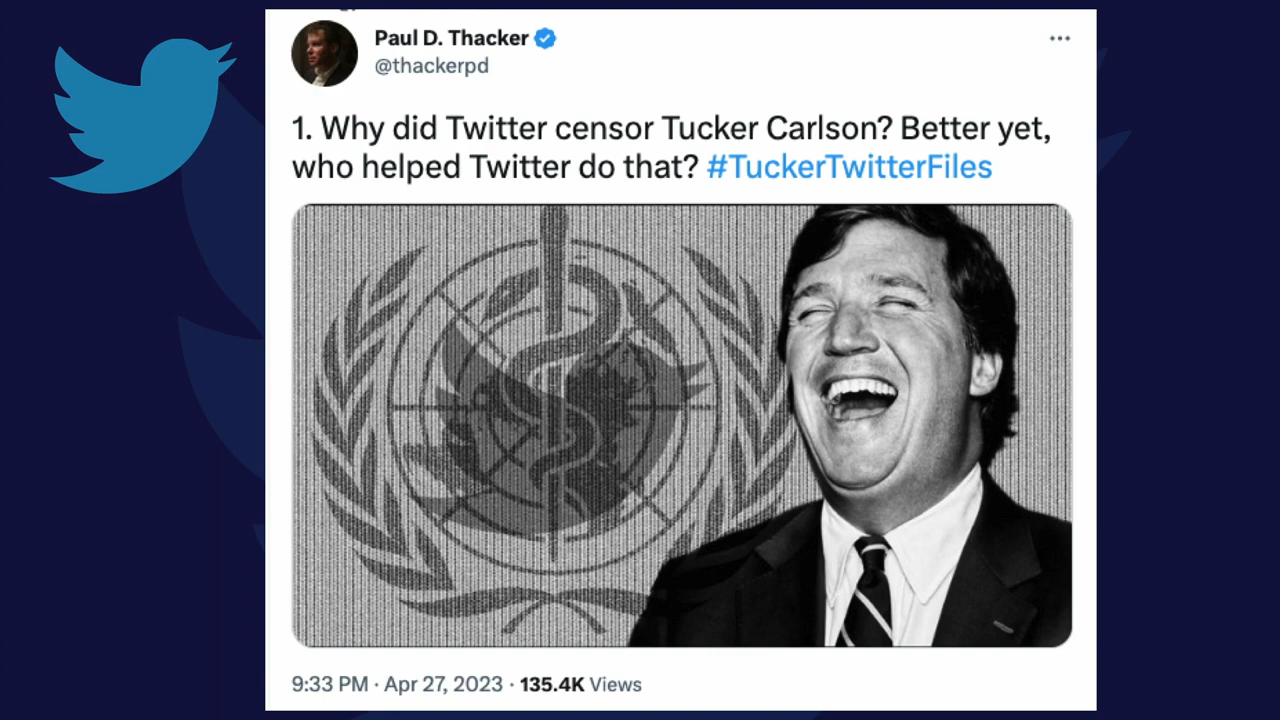 Paul D. Thacker
@thackerpd
1. Why did Twitter censor Tucker Carlson? Better yet,
who helped Twitter do that? #TuckerTwitterFiles
9:33 PM · Apr 27, 2023 · 135.4K Views